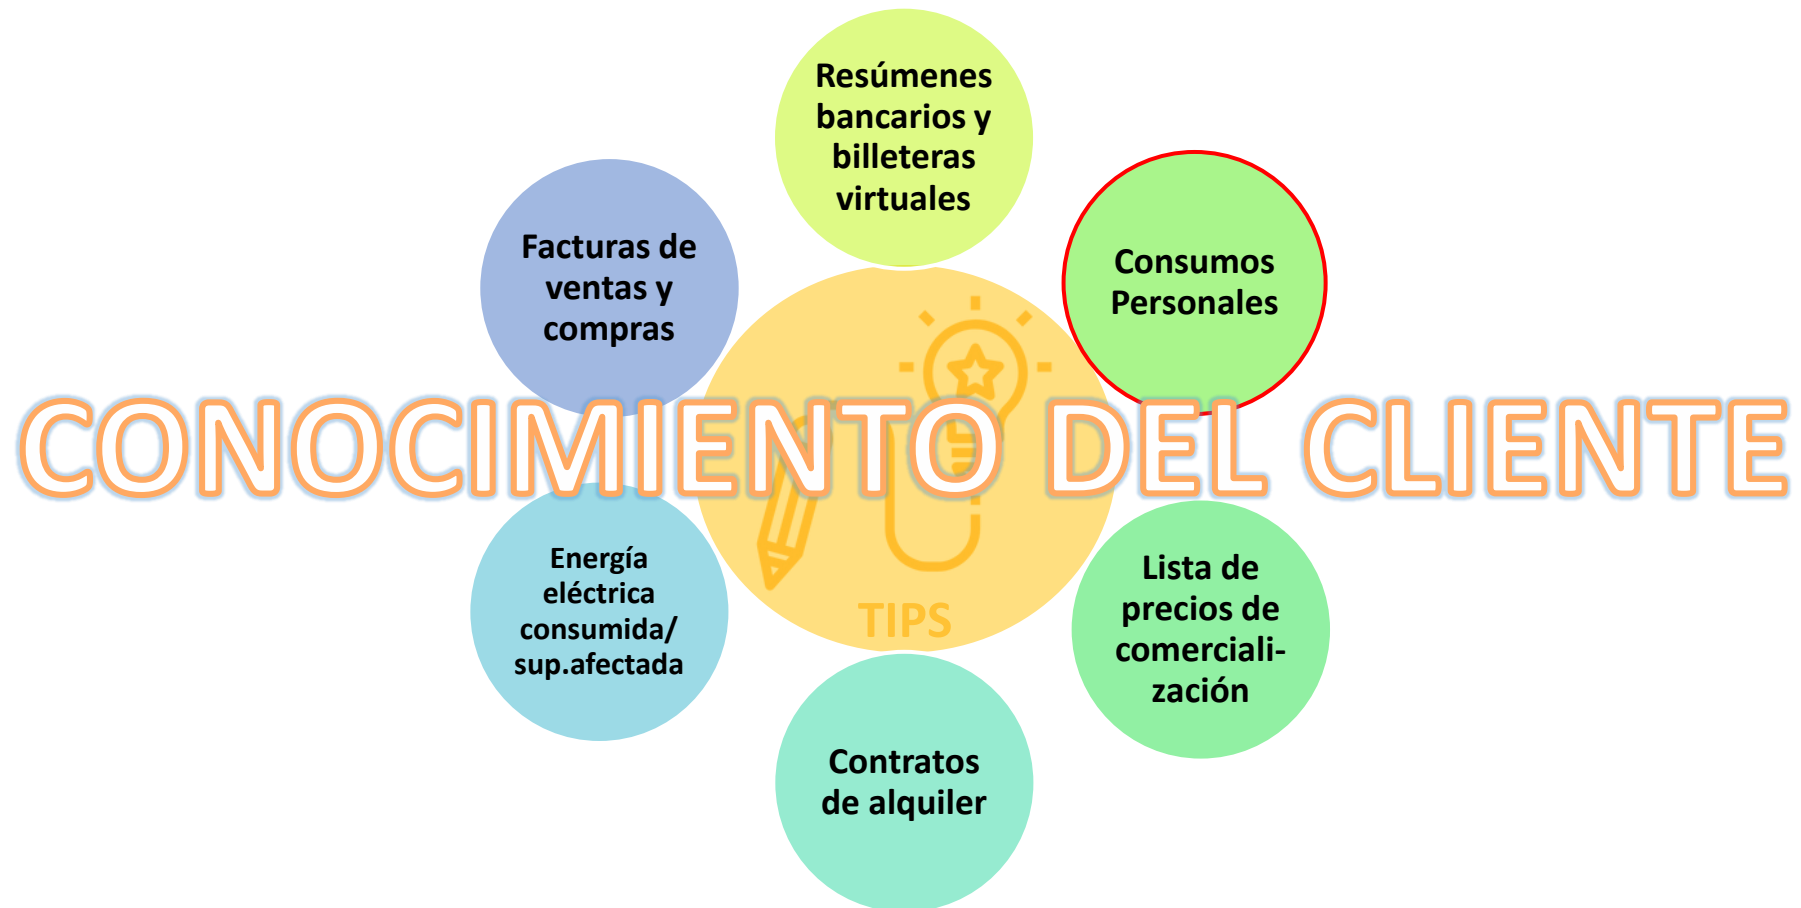 Resúmenes
bancarios y
billeteras
virtuales
Consumos
Personales
Facturas de
ventas y
compras
CONOCIMIENTO DEL CLIENTE
Energía
eléctrica
consumida/
sup.afectada
TIPS
Lista de
precios de
comerciali-
zación
Contratos
de alquiler